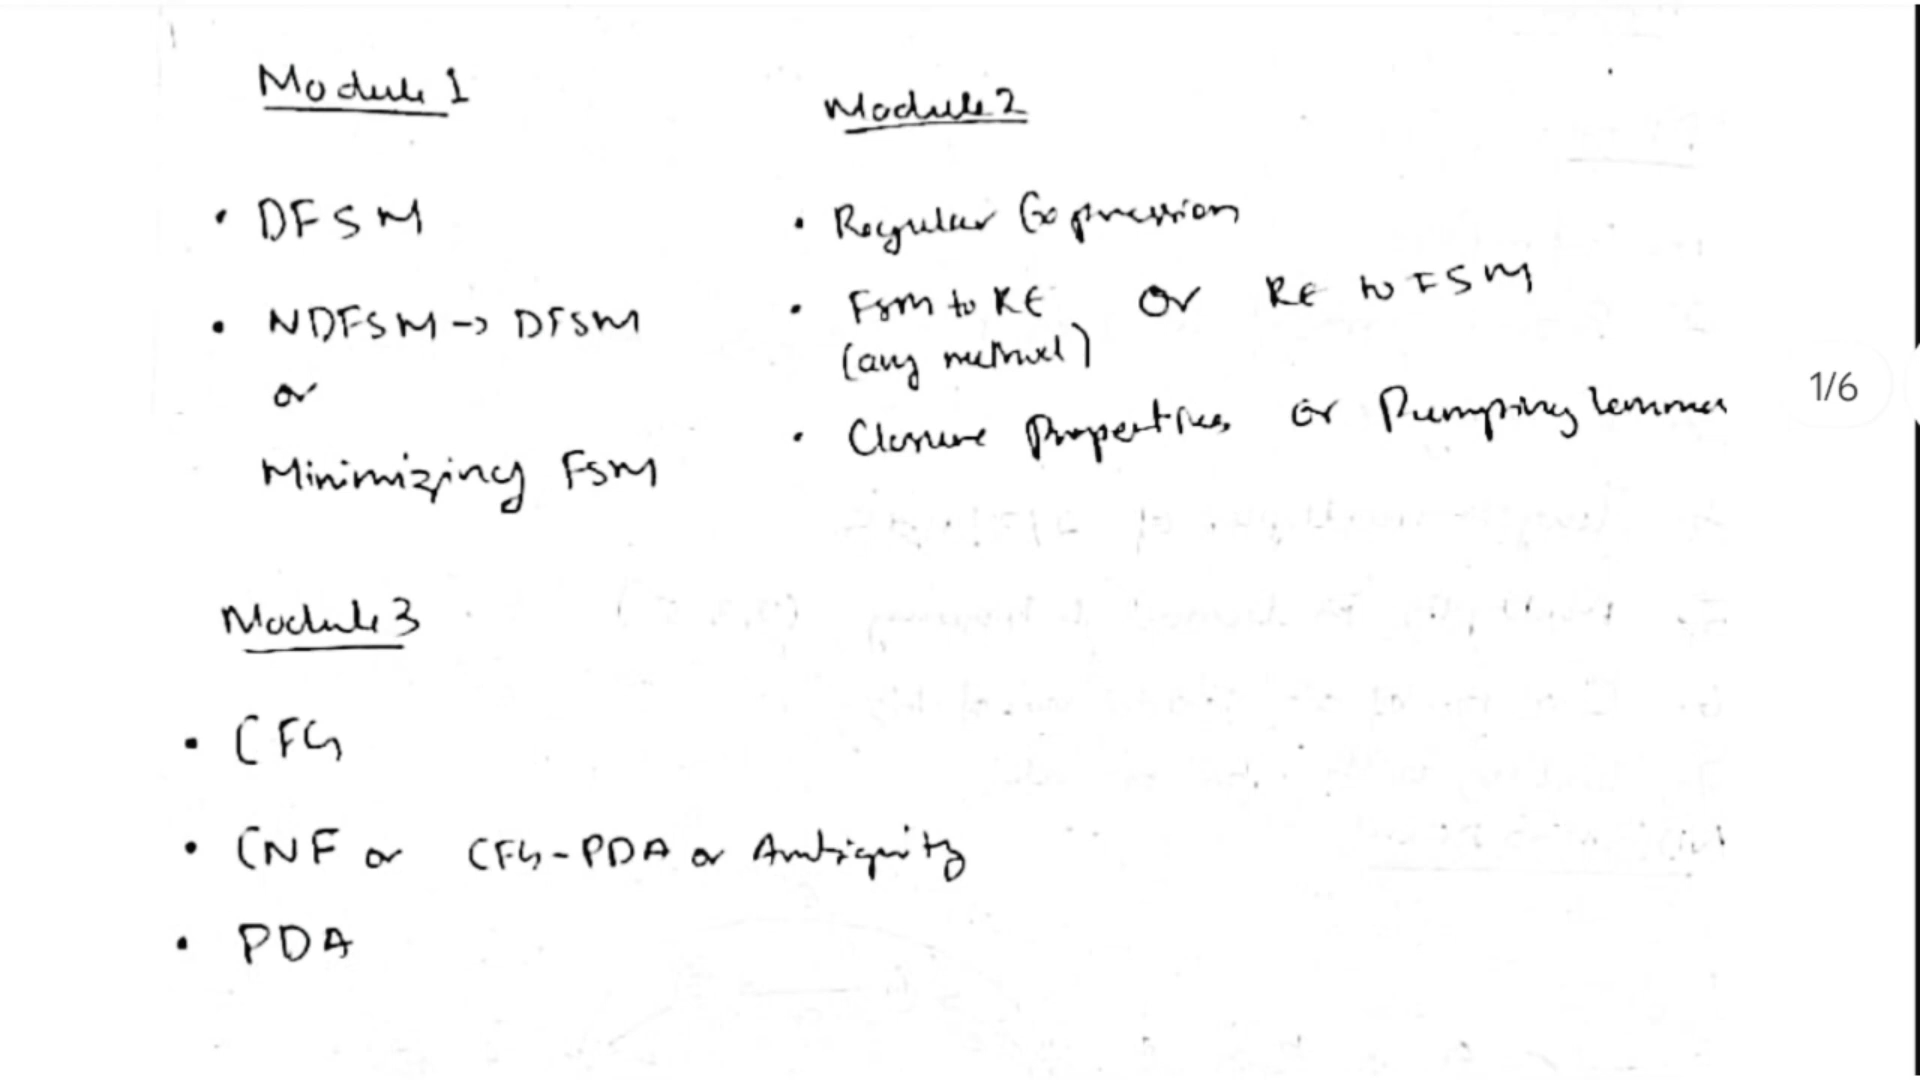 Module 1
• DFSM
• NDFSM -> DFSM
or
Minimizing FSM
Module 2
• Regular Expression
• Fsm to RE or RE to FSM
(any method)
• Closure Properties or Pumping lemma
Module 3
• CFG
• CNF or CFG-PDA or Ambiguity
• PDA
1/6